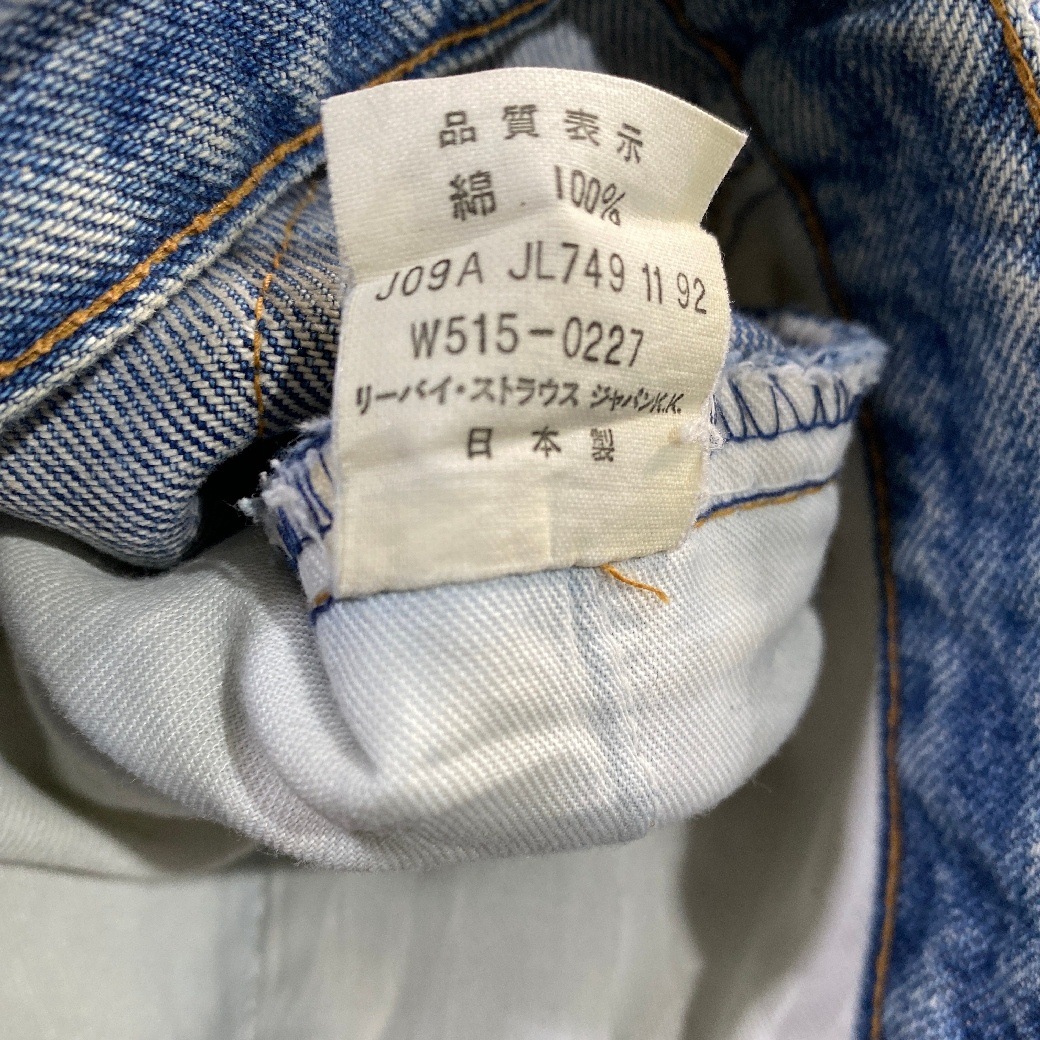 品質表示
綿 100%
J09A JL749 11 92
W515-0227
リーバイ・ストラウス ジャパンK.K.
日本製